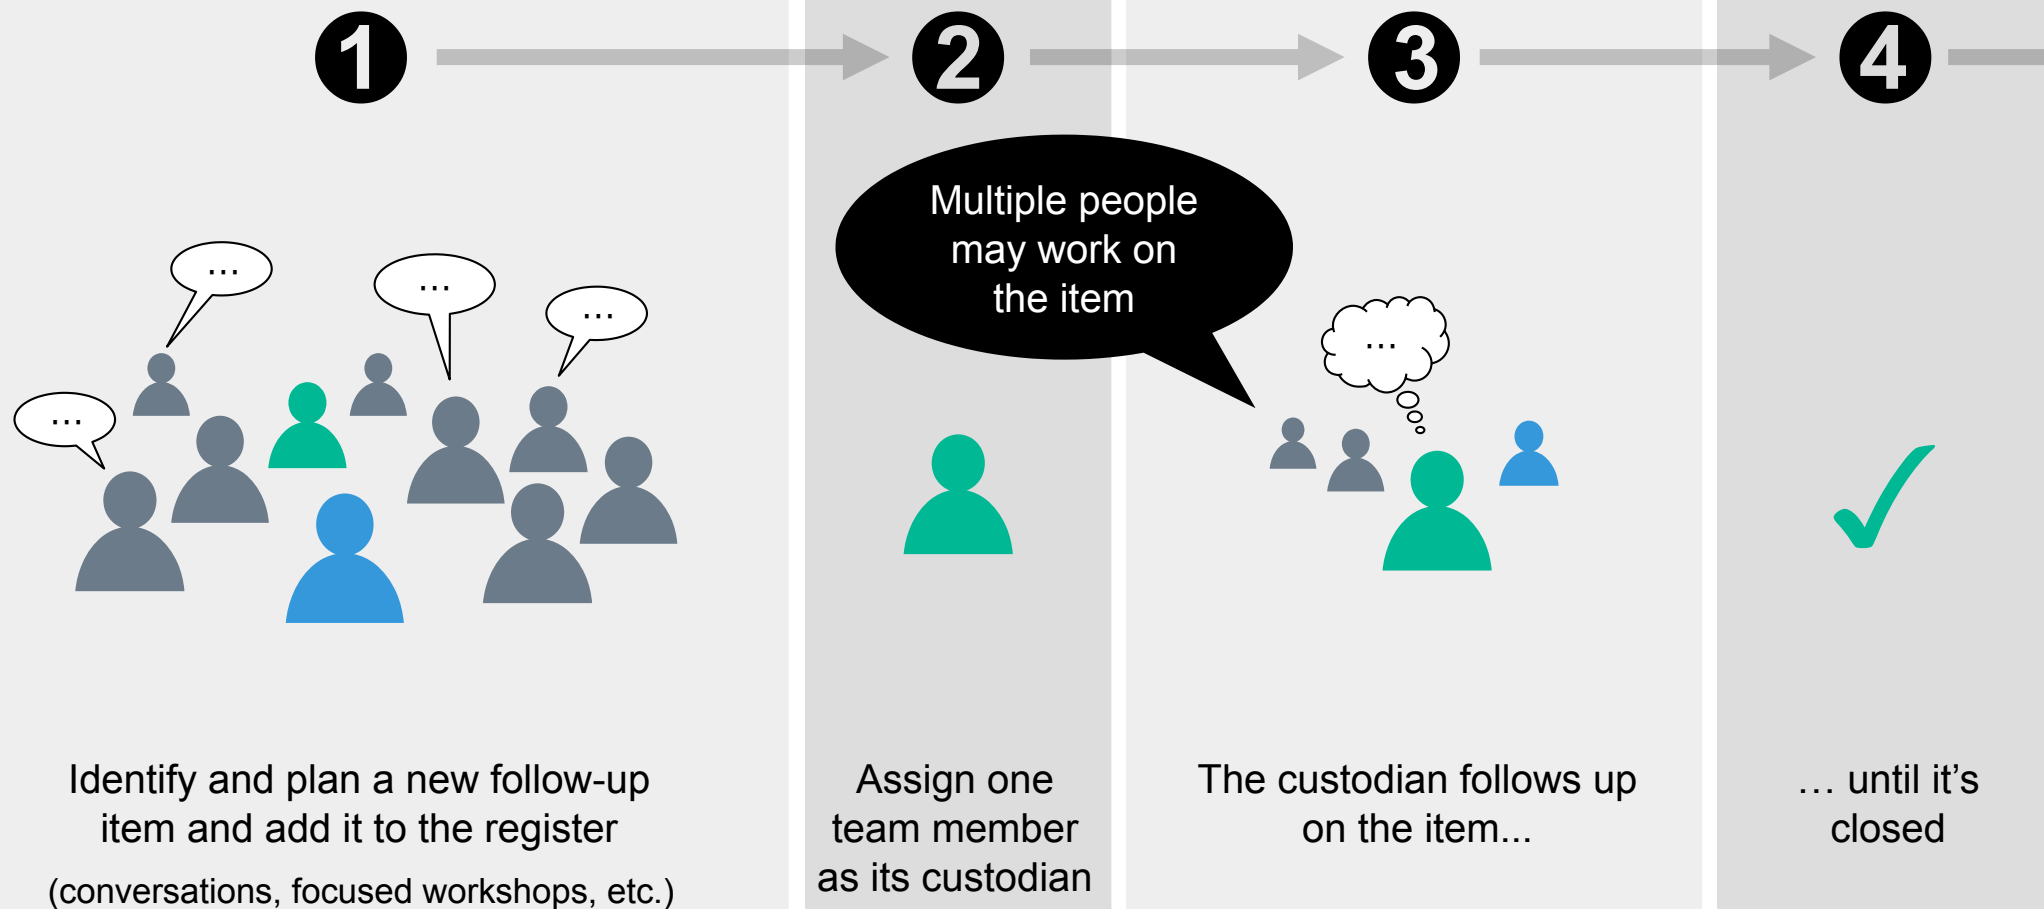 1
2
3
4
Multiple people
may work on
the item
...
...
...
...
...
Identify and plan a new follow-up
item and add it to the register
(conversations, focused workshops, etc.)
Assign one
team member
as its custodian
The custodian follows up
on the item...
… until it’s
closed